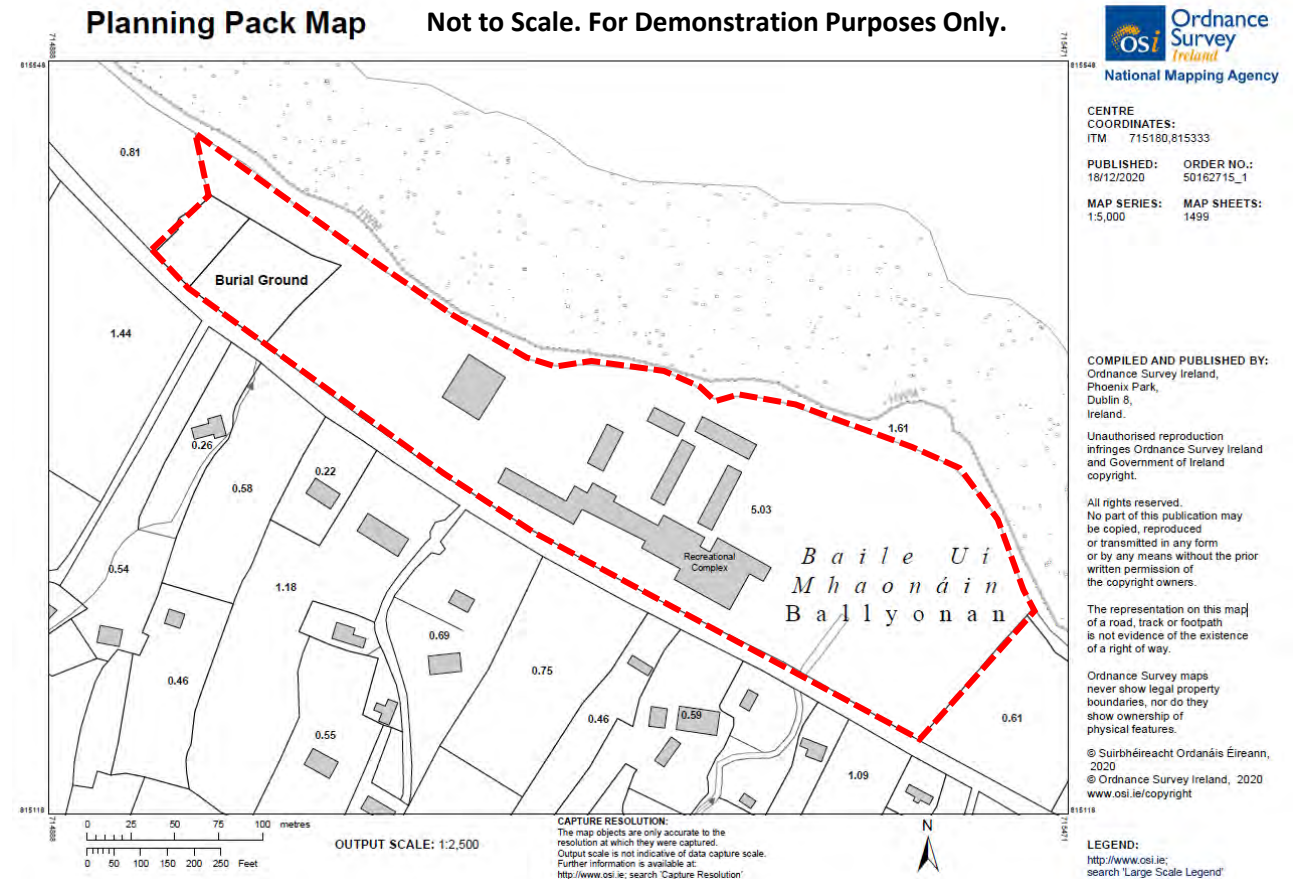 Planning Pack Map
Not to Scale. For Demonstration Purposes Only.
OSi
Ordnance
Survey
Ireland
National Mapping Agency
714888
715471
815548
815548
CENTRE
COORDINATES:
ITM 715180,815333
PUBLISHED: ORDER NO.:
18/12/2020 50162715_1
MAP SERIES: MAP SHEETS:
1:5,000 1499
COMPILED AND PUBLISHED BY:
Ordnance Survey Ireland,
Phoenix Park,
Dublin 8,
Ireland.
Unauthorised reproduction
infringes Ordnance Survey Ireland
and Government of Ireland
copyright.
All rights reserved.
No part of this publication may
be copied, reproduced
or transmitted in any form
or by any means without the prior
written permission of
the copyright owners.
The representation on this map
of a road, track or footpath
is not evidence of the existence
of a right of way.
Ordnance Survey maps
never show legal property
boundaries, nor do they
show ownership of
physical features.
© Suirbhéireacht Ordanáis Éireann,
2020
© Ordnance Survey Ireland, 2020
www.osi.ie/copyright
LEGEND:
http://www.osi.ie;
search 'Large Scale Legend'
0.81
HWM
Burial Ground
1.44
HWM
1.61
0.26
0.22
0.58
5.03
Recreational
Complex
Baile Uí
Mhaonáin
Ballyonan
0.54
1.18
0.69
0.75
0.46
0.46
0.59
0.61
0.55
1.09
815118
815118
714888
715471
0 25 50 75 100 metres
0 50 100 150 200 250 Feet
OUTPUT SCALE: 1:2,500
CAPTURE RESOLUTION:
The map objects are only accurate to the
resolution at which they were captured.
Output scale is not indicative of data capture scale.
Further information is available at:
http://www.osi.ie; search 'Capture Resolution'
N